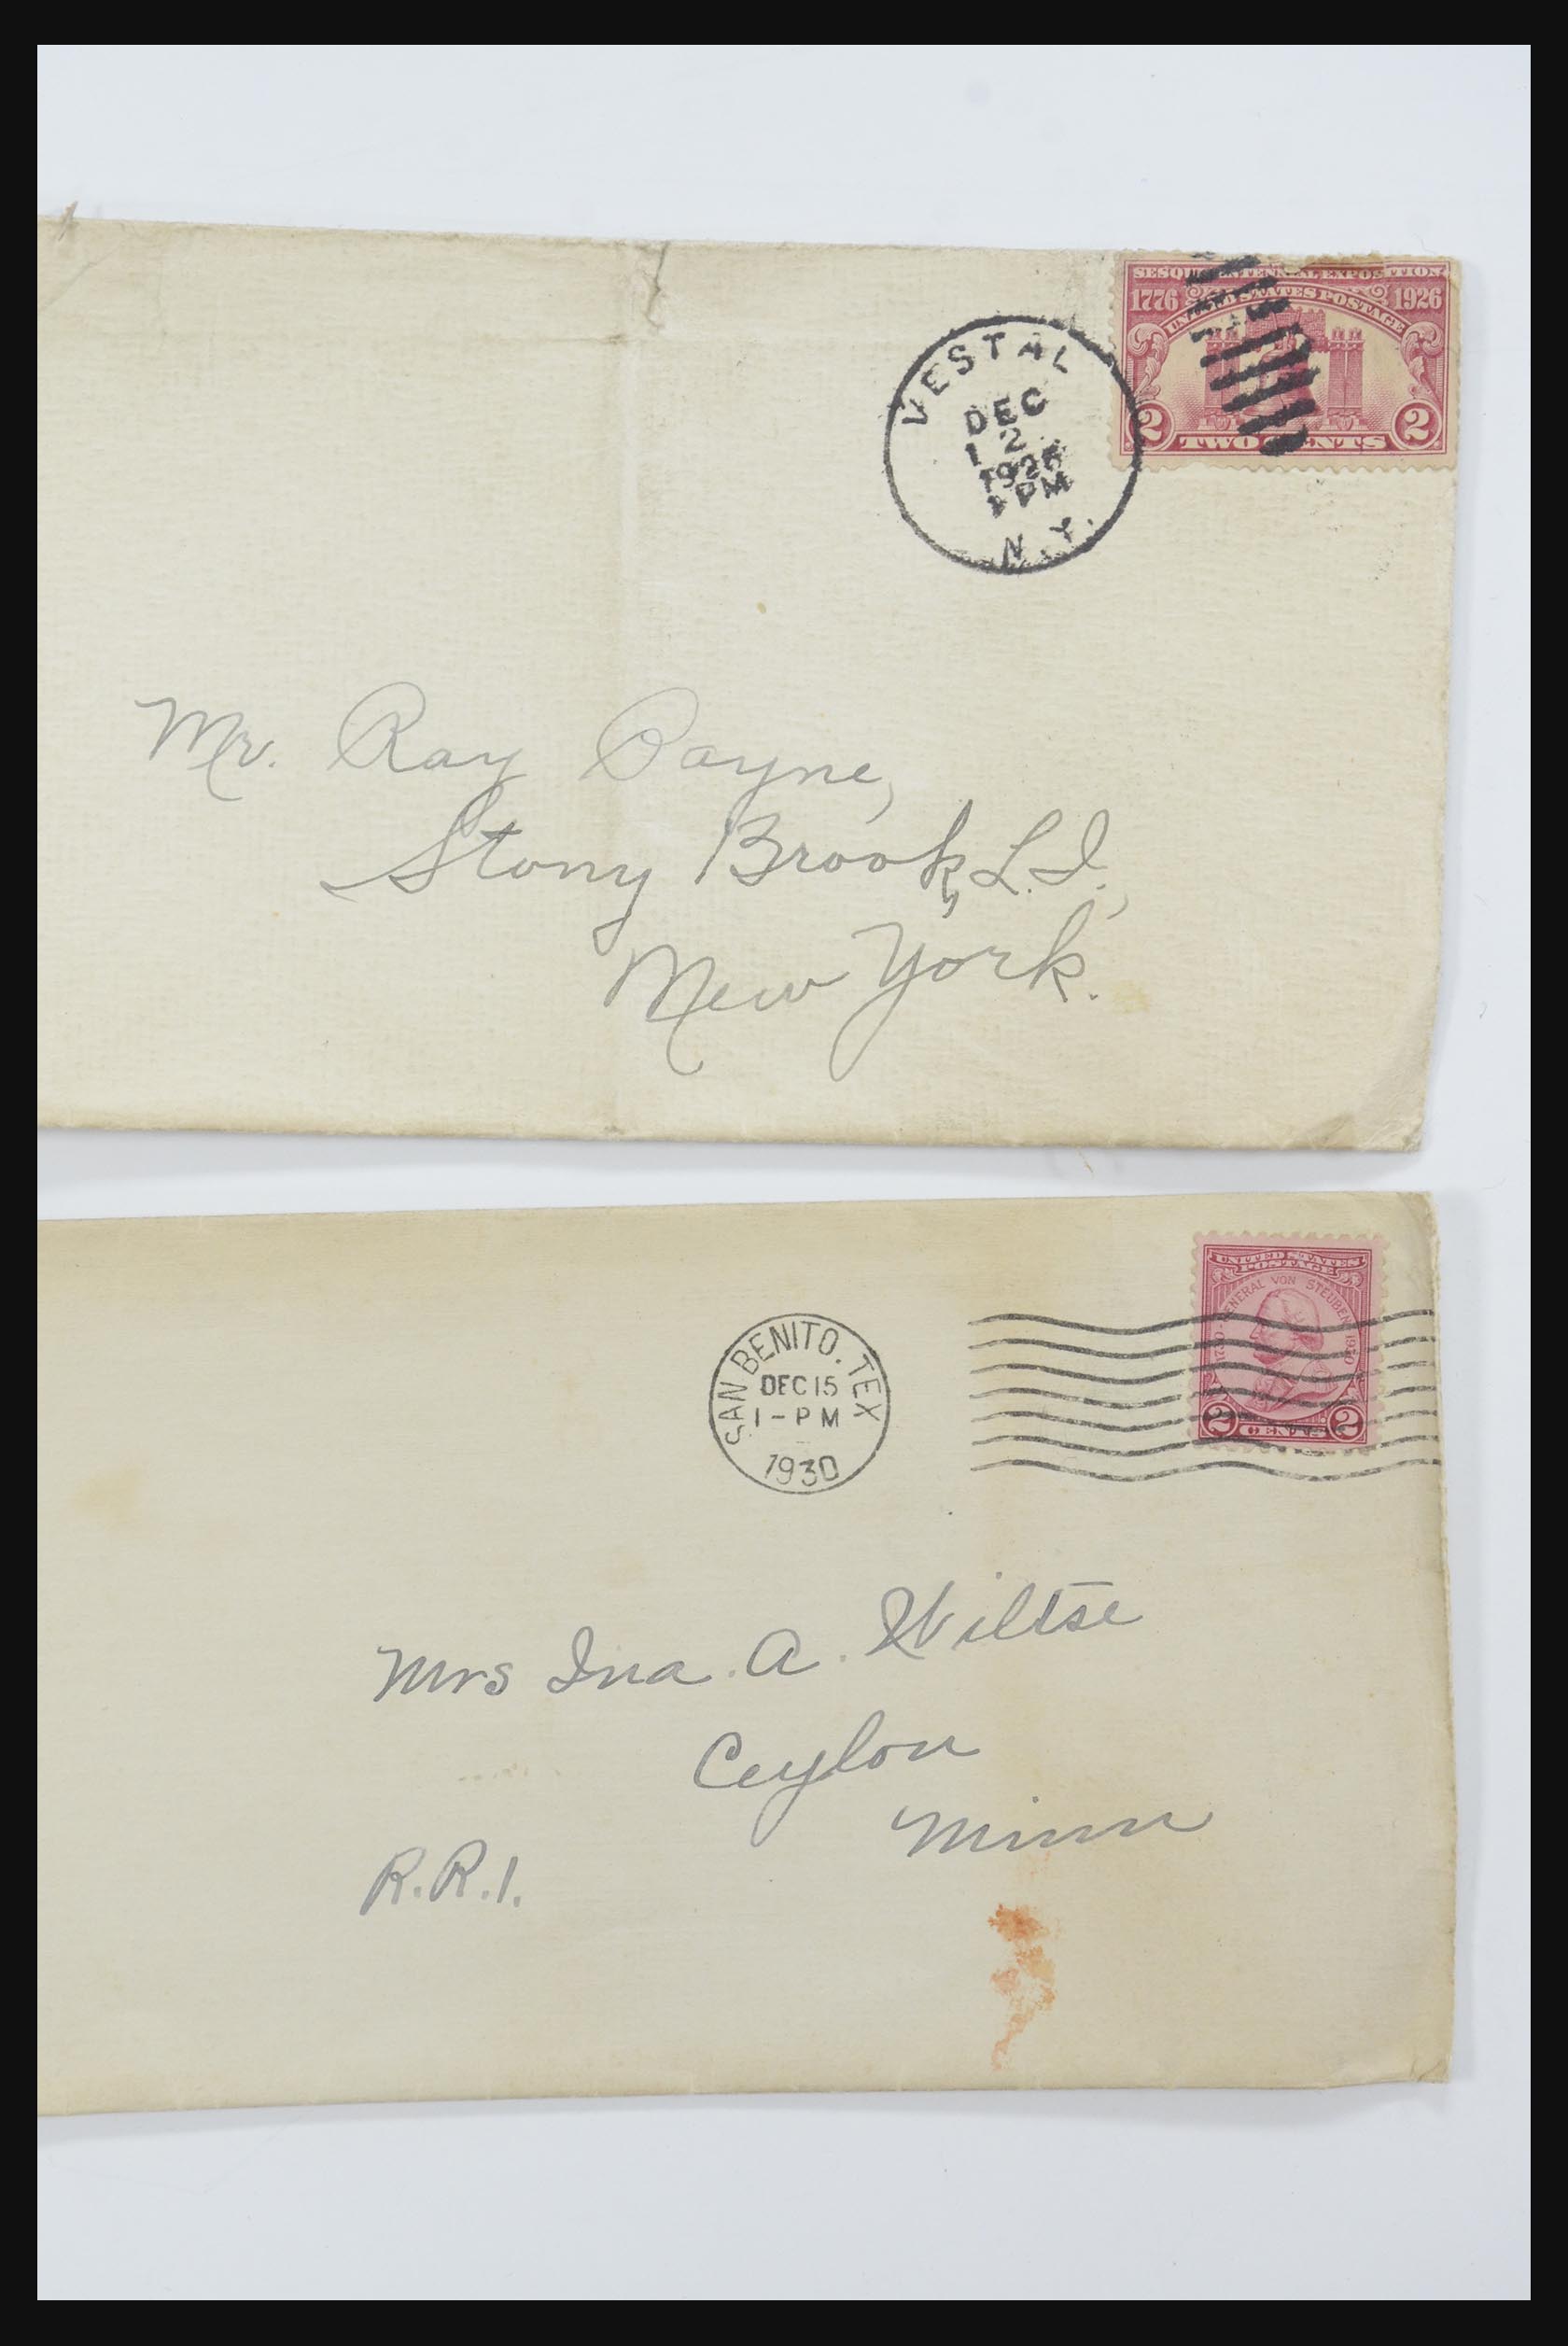 SESQUICENTENNIAL EXPOSITION
1776 UNITED STATES POSTAGE 1926
2 TWO CENTS 2
VESTAL
DEC
12
1926
1 PM
N.Y.
Mr. Ray Payne,
Stony Brook, L.I.,
New York.
UNITED STATES
POSTAGE
1730 · GENERAL VON STEUBEN · 1930
2 CENTS 2
SAN BENITO. TEX
DEC 15
1-PM
1930
Mrs Ina. A. Wiltse
Ceylon
Minn
R.R.1.